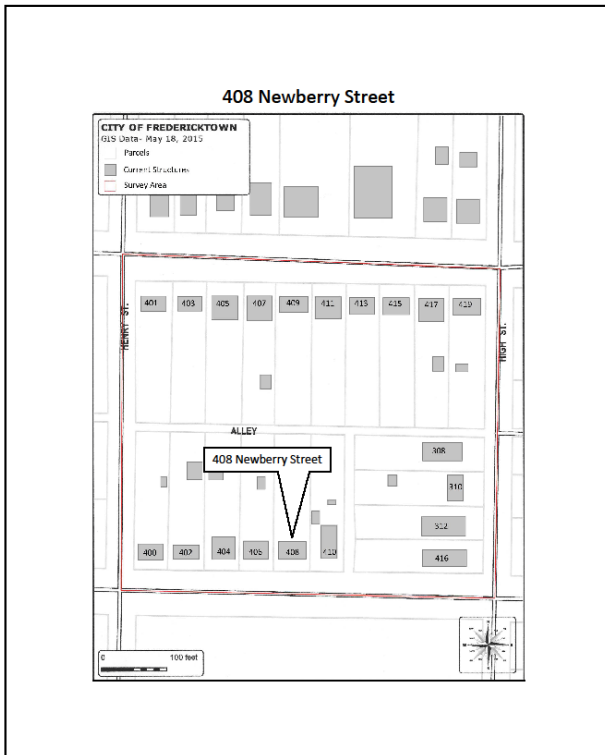 408 Newberry Street
CITY OF FREDERICKTOWN
GIS Data- May 18, 2015
Parcels
Current Structures
Survey Area
HENRY ST.
HIGH ST.
401 403 405 407 409 411 413 415 417 419
ALLEY
408 Newberry Street
308
310
312
416
400 402 404 406 408 410
0 100 feet